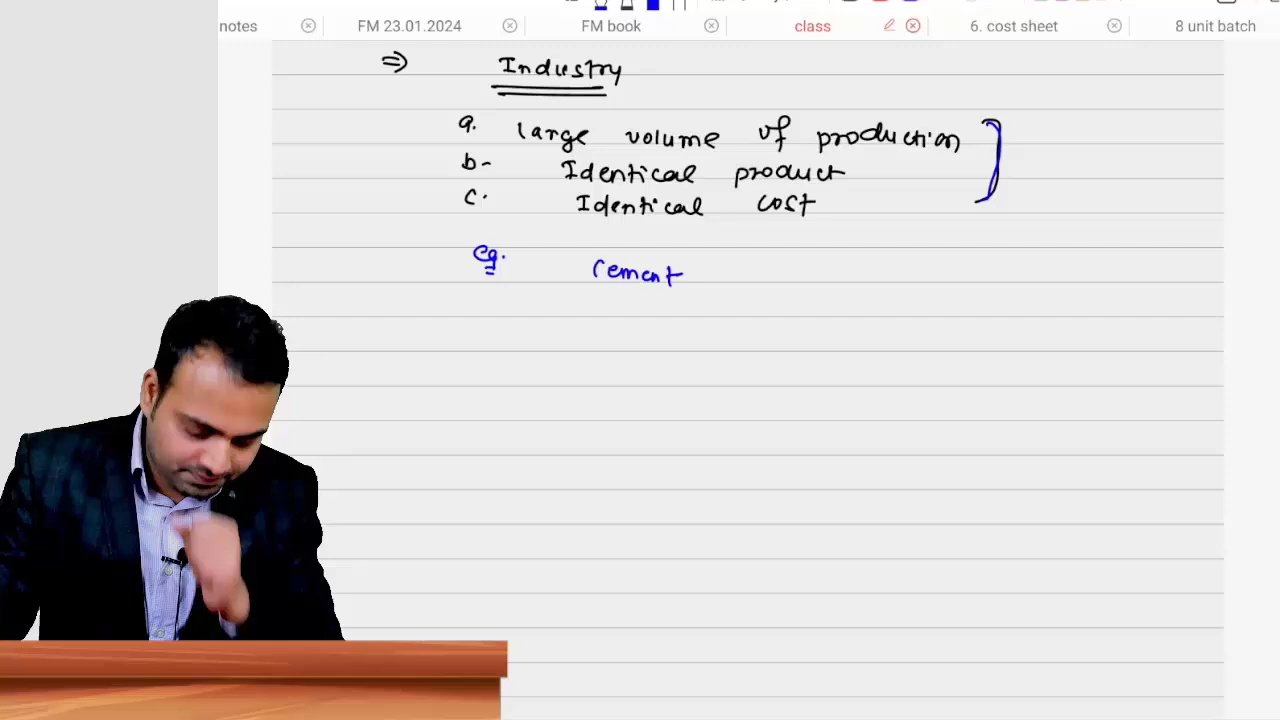 notes FM 23.01.2024 FM book class 6. cost sheet 8 unit batch
⇒ Industry
a. large volume of production
b- Identical product
c. Identical cost
eg. cement